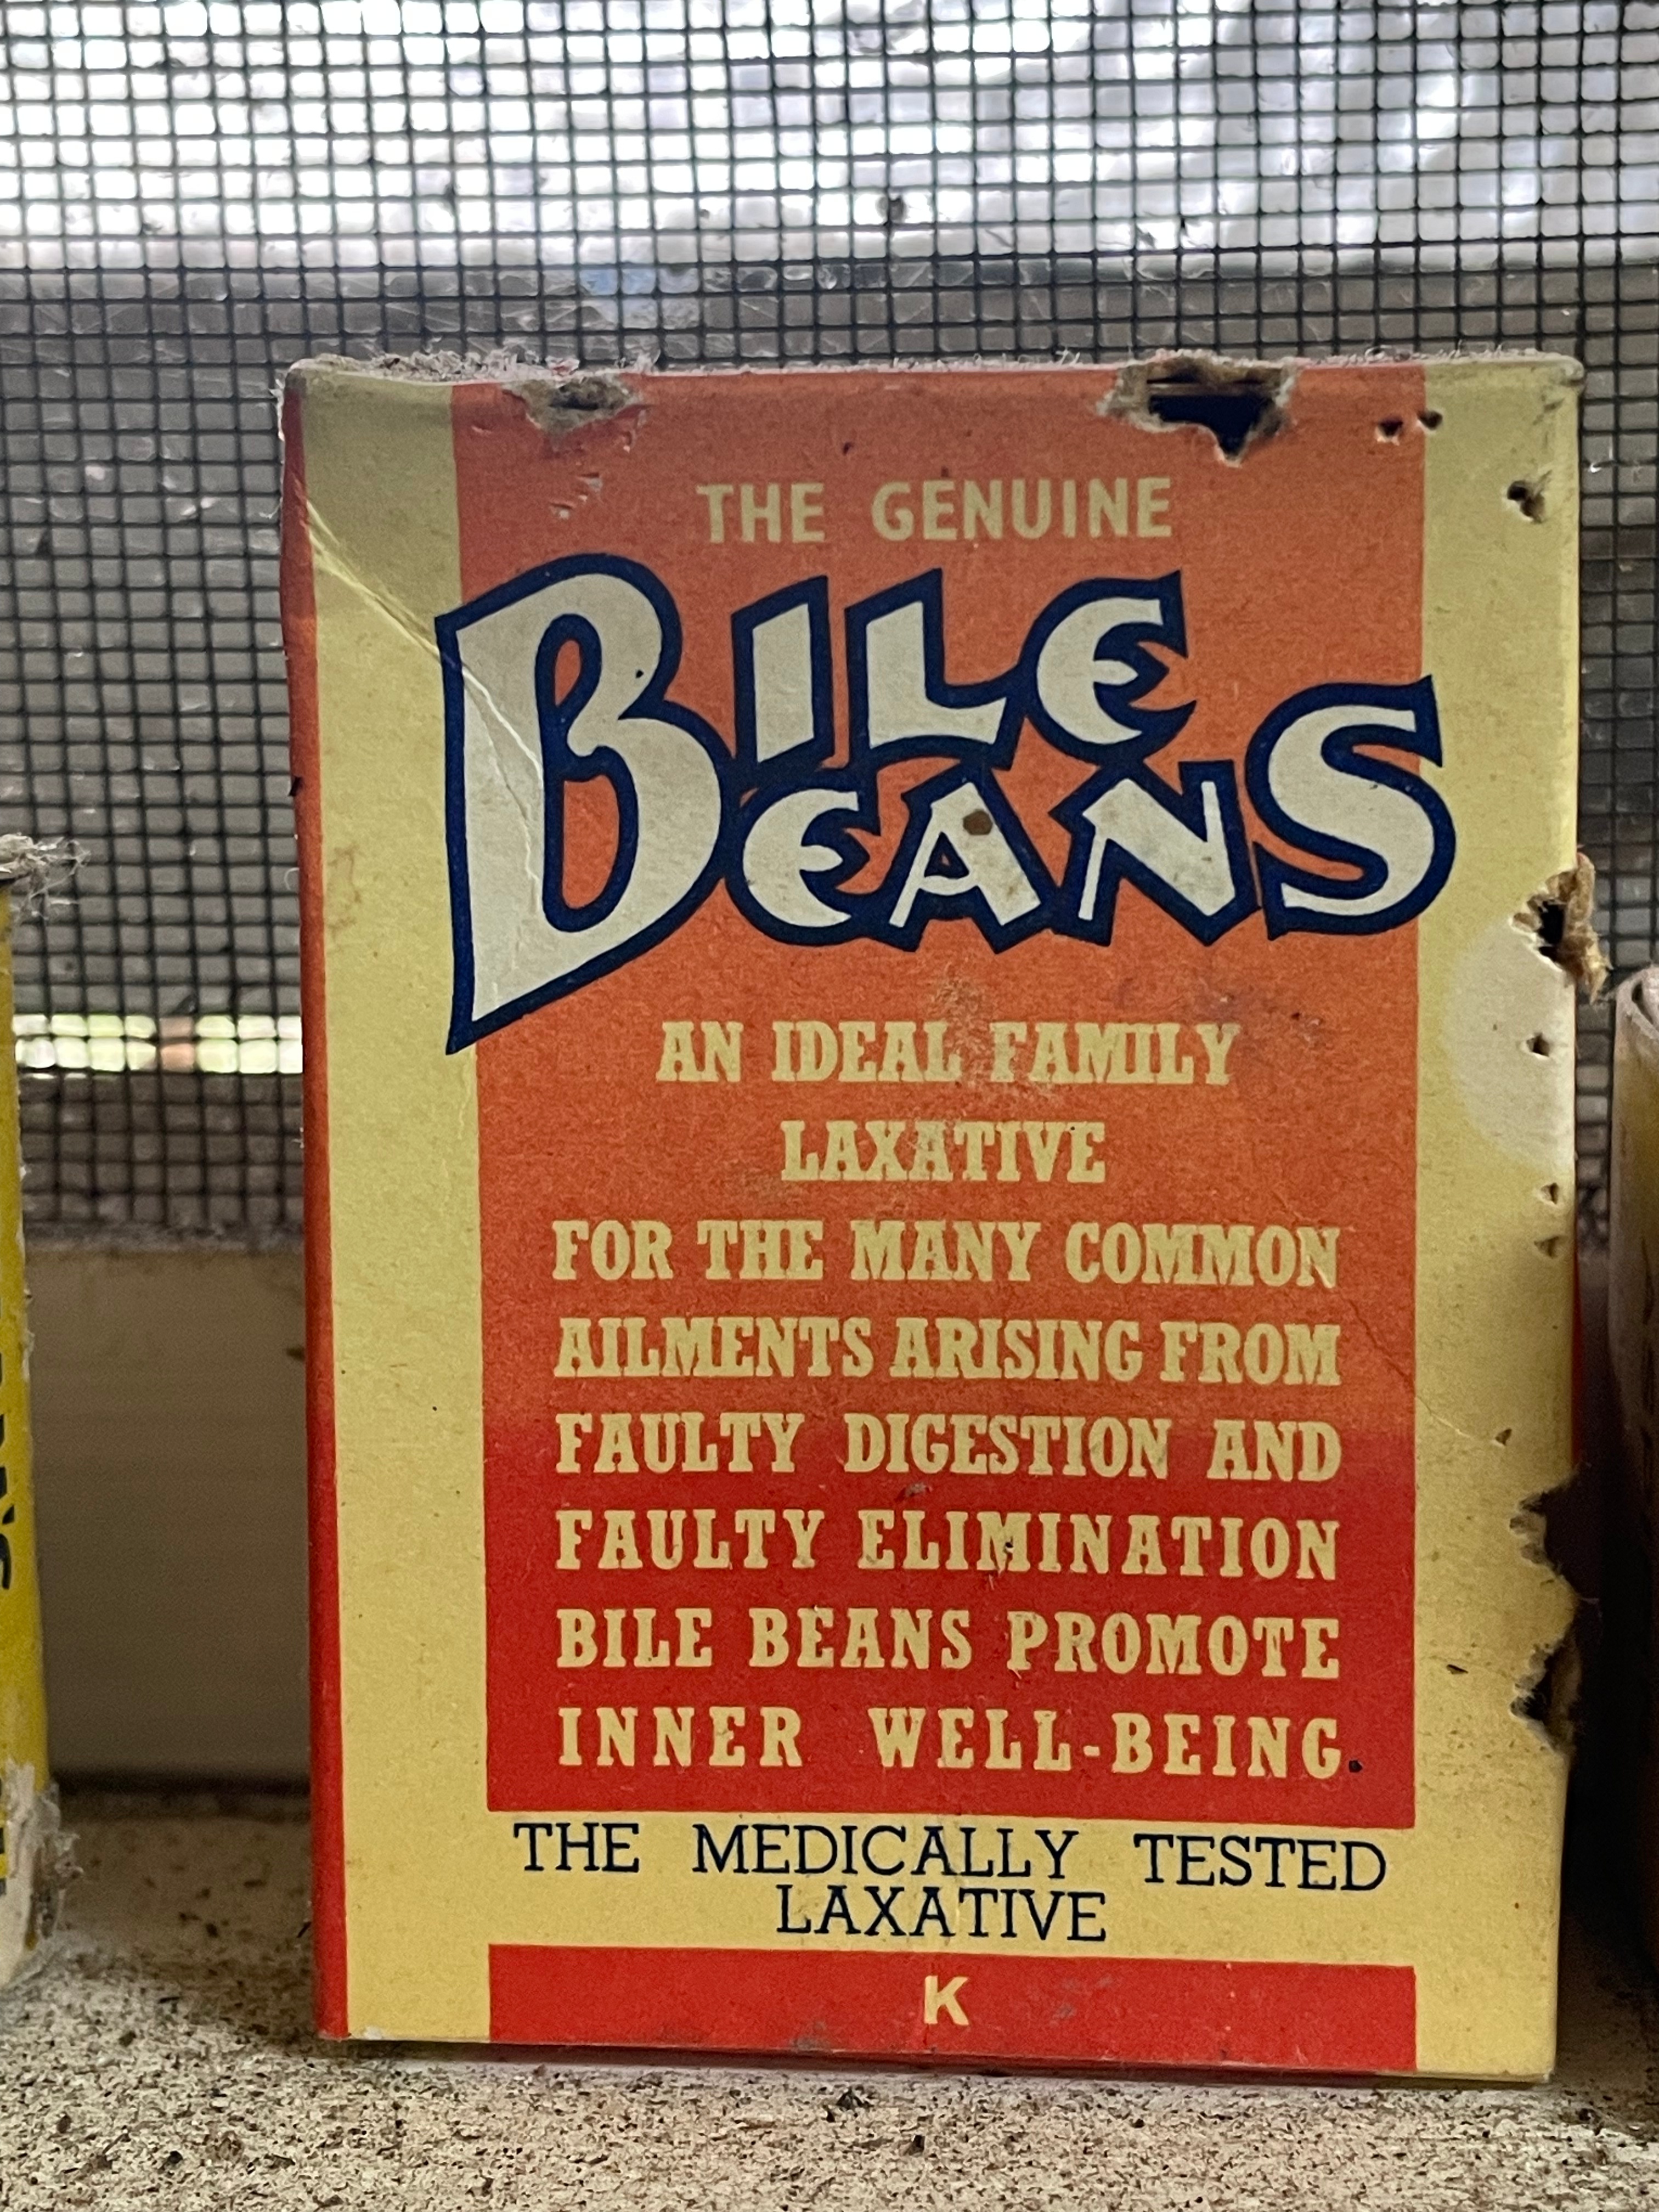 THE GENUINE
BILE
BEANS
AN IDEAL FAMILY
LAXATIVE
FOR THE MANY COMMON
AILMENTS ARISING FROM
FAULTY DIGESTION AND
FAULTY ELIMINATION
BILE BEANS PROMOTE
INNER WELL-BEING.
THE MEDICALLY TESTED
LAXATIVE
K